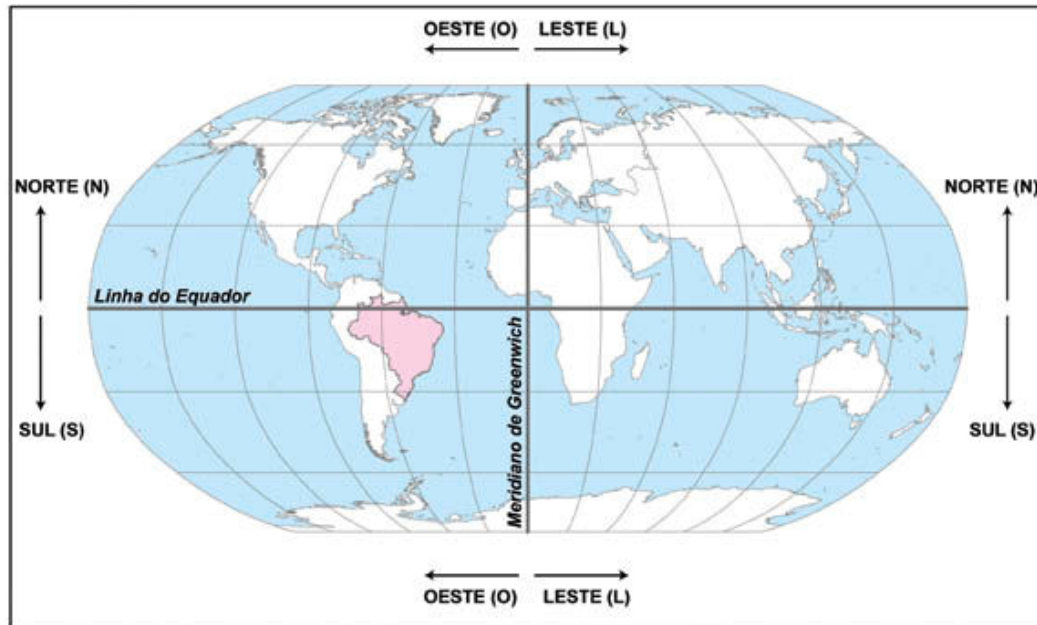 OESTE (O) LESTE (L)
NORTE (N) NORTE (N)
Linha do Equador
Meridiano de Greenwich
SUL (S) SUL (S)
OESTE (O) LESTE (L)